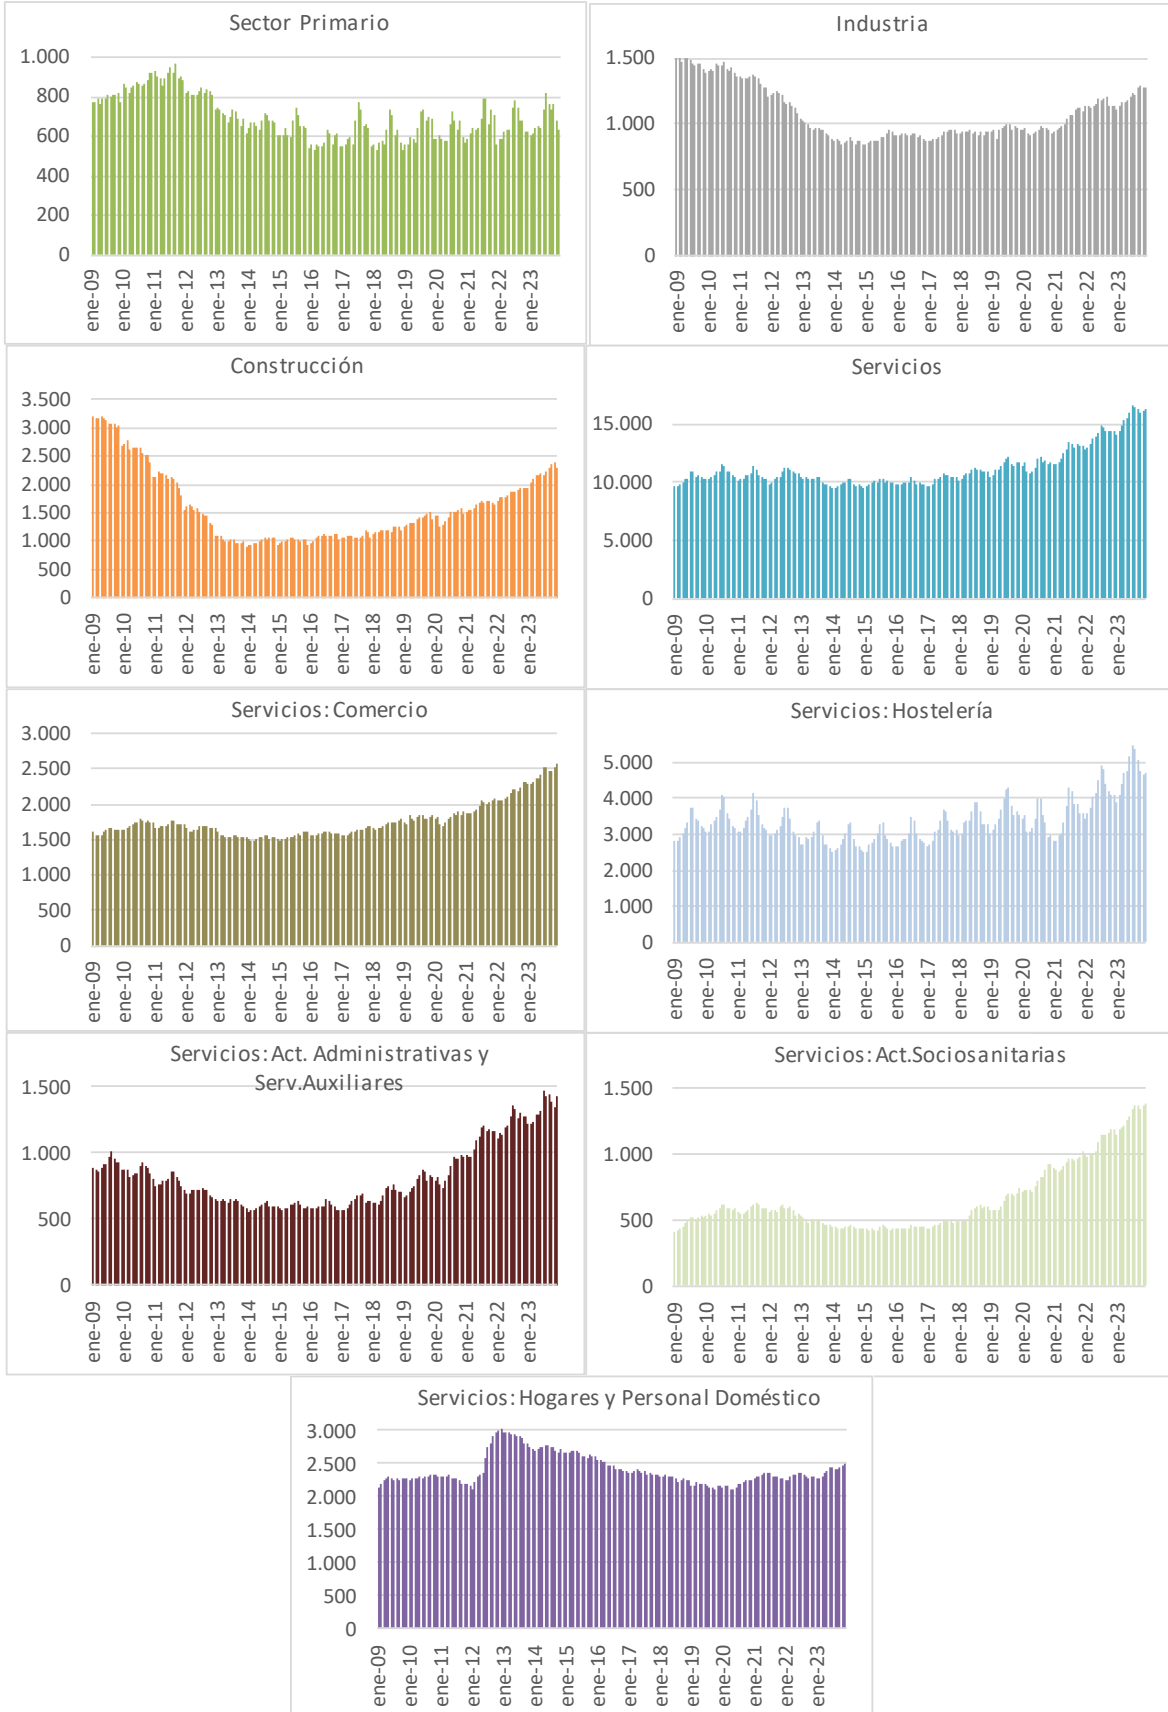 Sector Primario
1.000
800
600
400
200
0
ene-09
ene-10
ene-11
ene-12
ene-13
ene-14
ene-15
ene-16
ene-17
ene-18
ene-19
ene-20
ene-21
ene-22
ene-23
Industria
1.500
1.000
500
0
ene-09
ene-10
ene-11
ene-12
ene-13
ene-14
ene-15
ene-16
ene-17
ene-18
ene-19
ene-20
ene-21
ene-22
ene-23
Construcción
3.500
3.000
2.500
2.000
1.500
1.000
500
0
ene-09
ene-10
ene-11
ene-12
ene-13
ene-14
ene-15
ene-16
ene-17
ene-18
ene-19
ene-20
ene-21
ene-22
ene-23
Servicios
15.000
10.000
5.000
0
ene-09
ene-10
ene-11
ene-12
ene-13
ene-14
ene-15
ene-16
ene-17
ene-18
ene-19
ene-20
ene-21
ene-22
ene-23
Servicios: Comercio
3.000
2.500
2.000
1.500
1.000
500
0
ene-09
ene-10
ene-11
ene-12
ene-13
ene-14
ene-15
ene-16
ene-17
ene-18
ene-19
ene-20
ene-21
ene-22
ene-23
Servicios: Hostelería
5.000
4.000
3.000
2.000
1.000
0
ene-09
ene-10
ene-11
ene-12
ene-13
ene-14
ene-15
ene-16
ene-17
ene-18
ene-19
ene-20
ene-21
ene-22
ene-23
Servicios: Act. Administrativas y
Serv.Auxiliares
1.500
1.000
500
0
ene-09
ene-10
ene-11
ene-12
ene-13
ene-14
ene-15
ene-16
ene-17
ene-18
ene-19
ene-20
ene-21
ene-22
ene-23
Servicios: Act.Sociosanitarias
1.500
1.000
500
0
ene-09
ene-10
ene-11
ene-12
ene-13
ene-14
ene-15
ene-16
ene-17
ene-18
ene-19
ene-20
ene-21
ene-22
ene-23
Servicios: Hogares y Personal Doméstico
3.000
2.500
2.000
1.500
1.000
500
0
ene-09
ene-10
ene-11
ene-12
ene-13
ene-14
ene-15
ene-16
ene-17
ene-18
ene-19
ene-20
ene-21
ene-22
ene-23